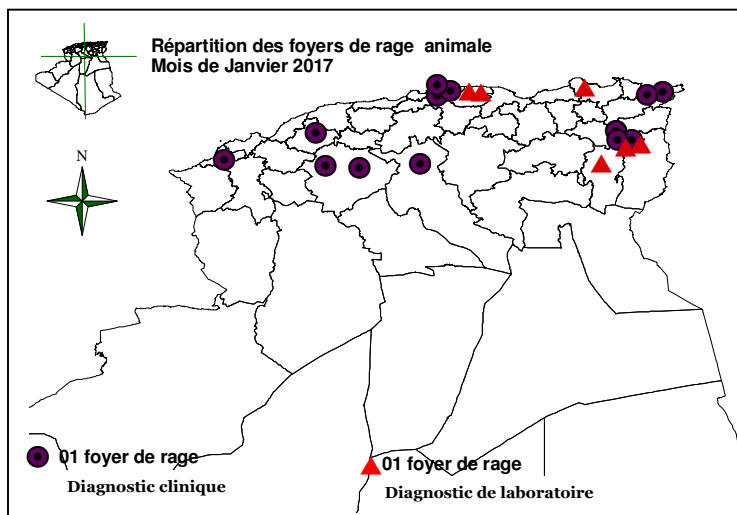 Répartition des foyers de rage animale
Mois de Janvier 2017
N
01 foyer de rage
Diagnostic clinique
01 foyer de rage
Diagnostic de laboratoire